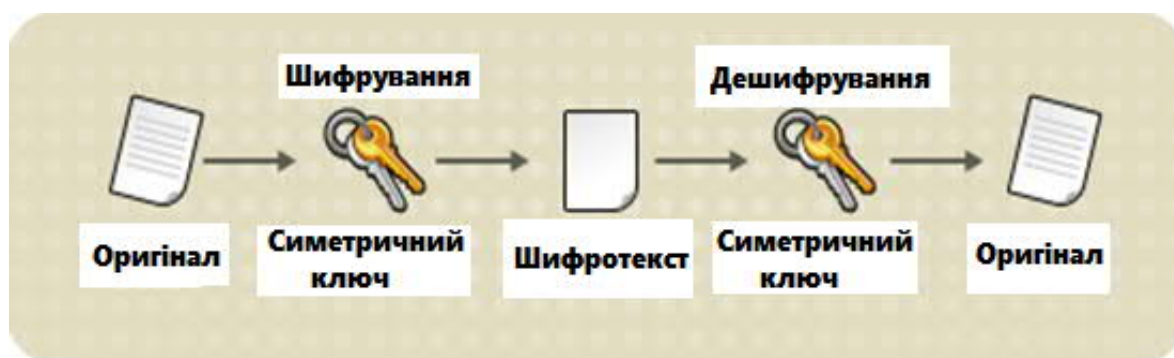 Шифрування
Дешифрування
Оригінал
Симетричний
ключ
Шифротекст
Симетричний
ключ
Оригінал